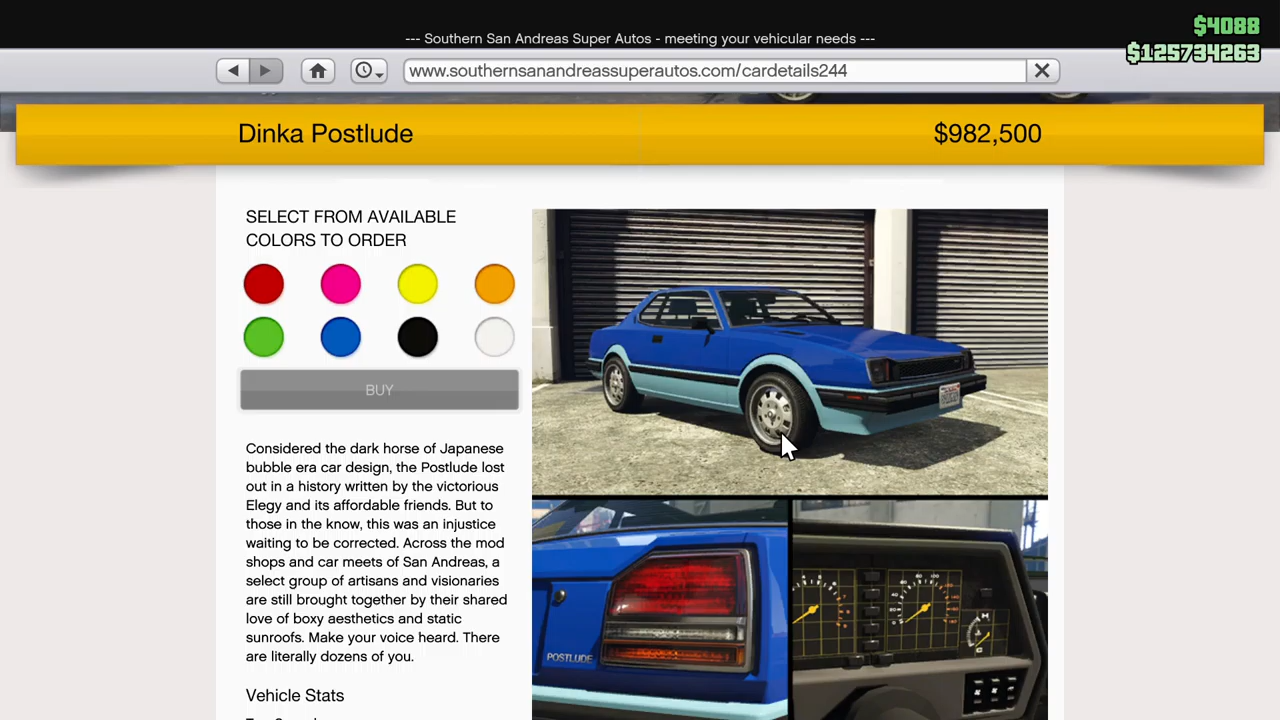 --- Southern San Andreas Super Autos - meeting your vehicular needs ---
$4088
$125734263
www.southernsanandreassuperautos.com/cardetails244
Dinka Postlude
$982,500
SELECT FROM AVAILABLE
COLORS TO ORDER
BUY
Considered the dark horse of Japanese
bubble era car design, the Postlude lost
out in a history written by the victorious
Elegy and its affordable friends. But to
those in the know, this was an injustice
waiting to be corrected. Across the mod
shops and car meets of San Andreas, a
select group of artisans and visionaries
are still brought together by their shared
love of boxy aesthetics and static
sunroofs. Make your voice heard. There
are literally dozens of you.
POSTLUDE
Vehicle Stats